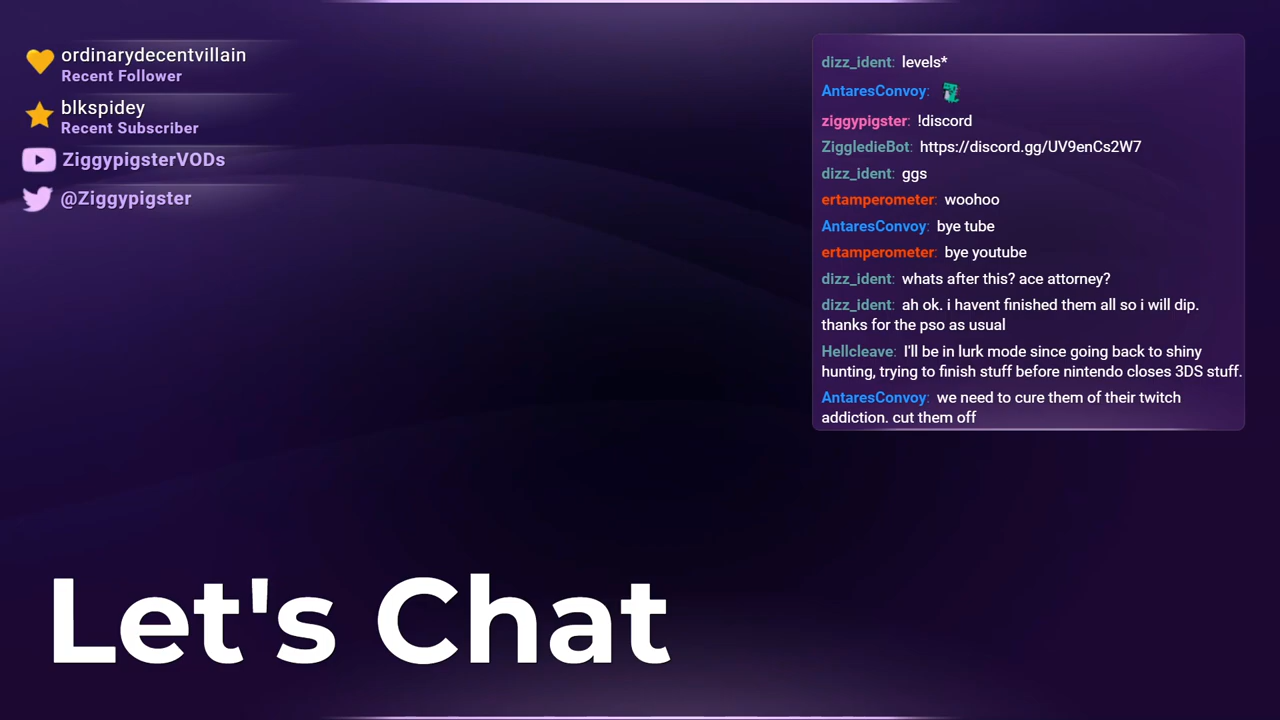 ordinarydecentvillain
Recent Follower
blkspidey
Recent Subscriber
ZiggypigsterVODs
@Ziggypigster
dizz_ident: levels*
AntaresConvoy:
ziggypigster: !discord
ZiggledieBot: https://discord.gg/UV9enCs2W7
dizz_ident: ggs
ertamperometer: woohoo
AntaresConvoy: bye tube
ertamperometer: bye youtube
dizz_ident: whats after this? ace attorney?
dizz_ident: ah ok. i havent finished them all so i will dip.
thanks for the pso as usual
Hellcleave: I'll be in lurk mode since going back to shiny
hunting, trying to finish stuff before nintendo closes 3DS stuff.
AntaresConvoy: we need to cure them of their twitch
addiction. cut them off
Let's Chat